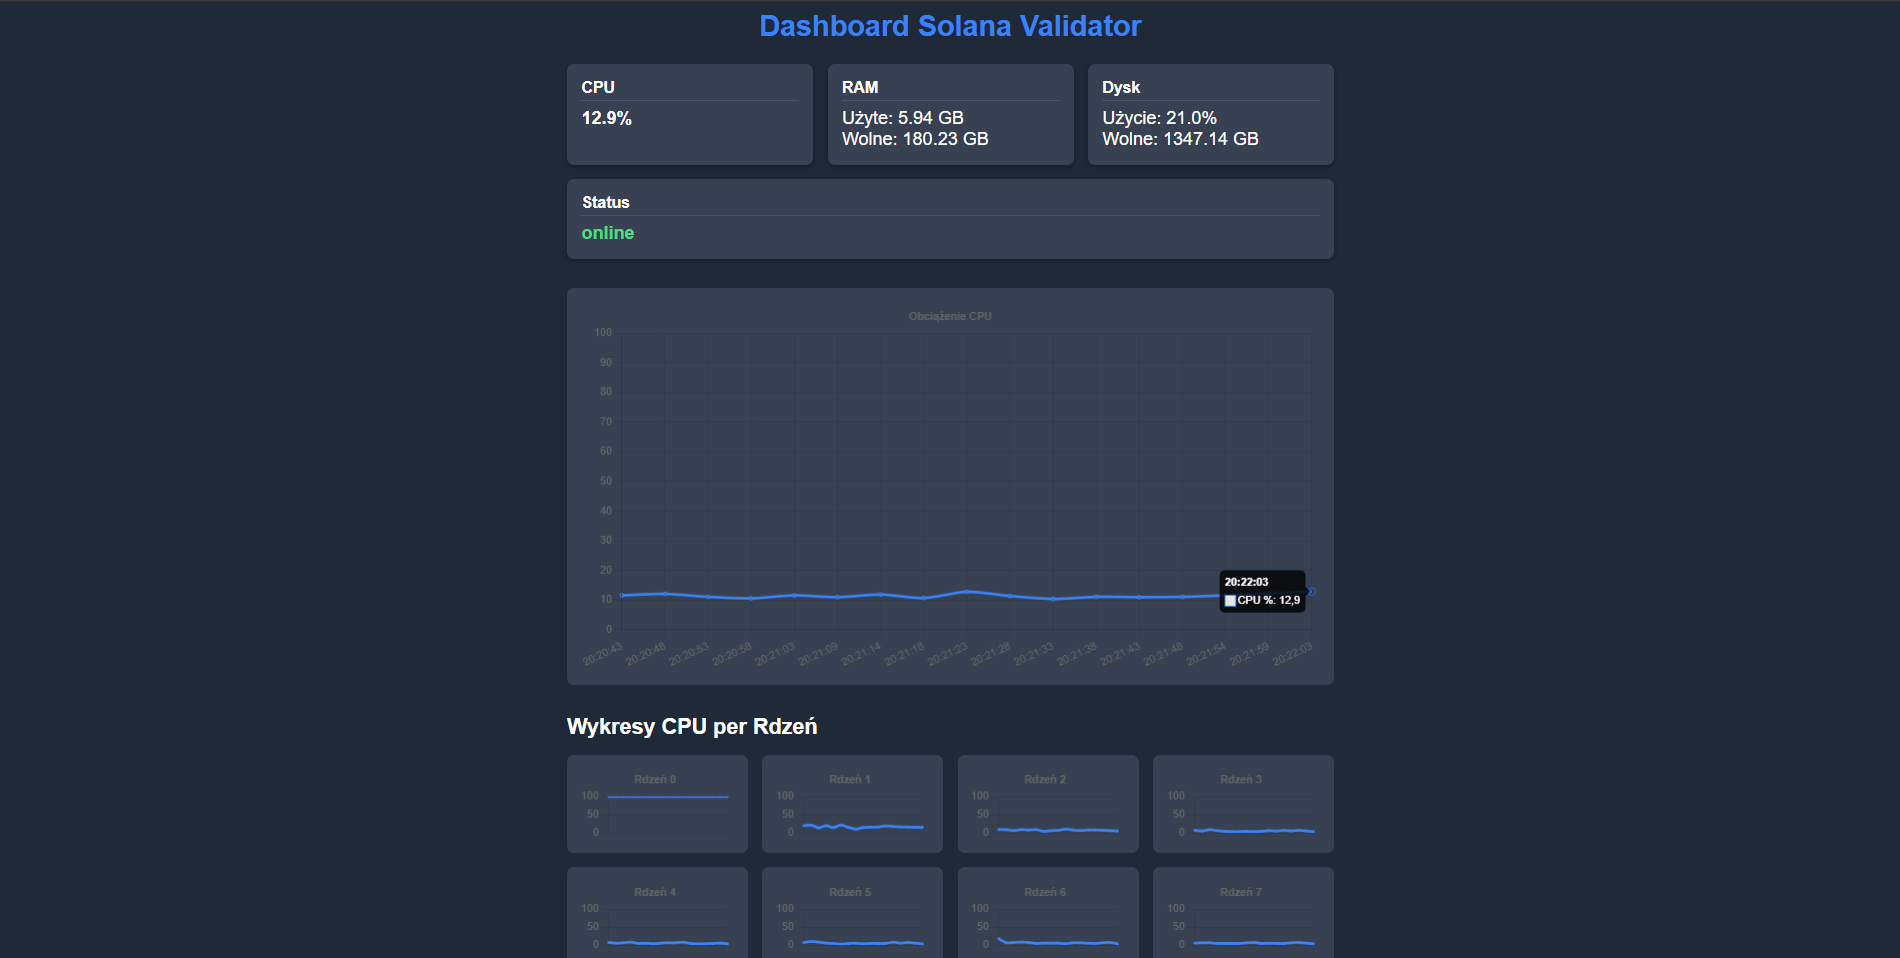 Dashboard Solana Validator
CPU
12.9%
RAM
Użyte: 5.94 GB
Wolne: 180.23 GB
Dysk
Użycie: 21.0%
Wolne: 1347.14 GB
Status
online
Obciążenie CPU
100
90
80
70
60
50
40
30
20
10
0
20:22:03
CPU %: 12,9
20:20:43
20:20:48
20:20:53
20:20:58
20:21:03
20:21:09
20:21:14
20:21:18
20:21:23
20:21:28
20:21:33
20:21:38
20:21:43
20:21:48
20:21:54
20:21:59
20:22:03
Wykresy CPU per Rdzeń
Rdzeń 0
100
50
0
Rdzeń 1
100
50
0
Rdzeń 2
100
50
0
Rdzeń 3
100
50
0
Rdzeń 4
100
50
0
Rdzeń 5
100
50
0
Rdzeń 6
100
50
0
Rdzeń 7
100
50
0